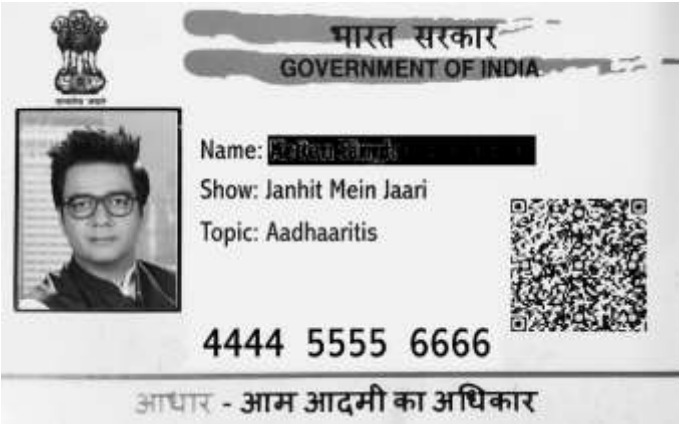 भारत सरकार
GOVERNMENT OF INDIA
Name:
Show: Janhit Mein Jaari
Topic: Aadhaaritis
4444 5555 6666
आधार - आम आदमी का अधिकार